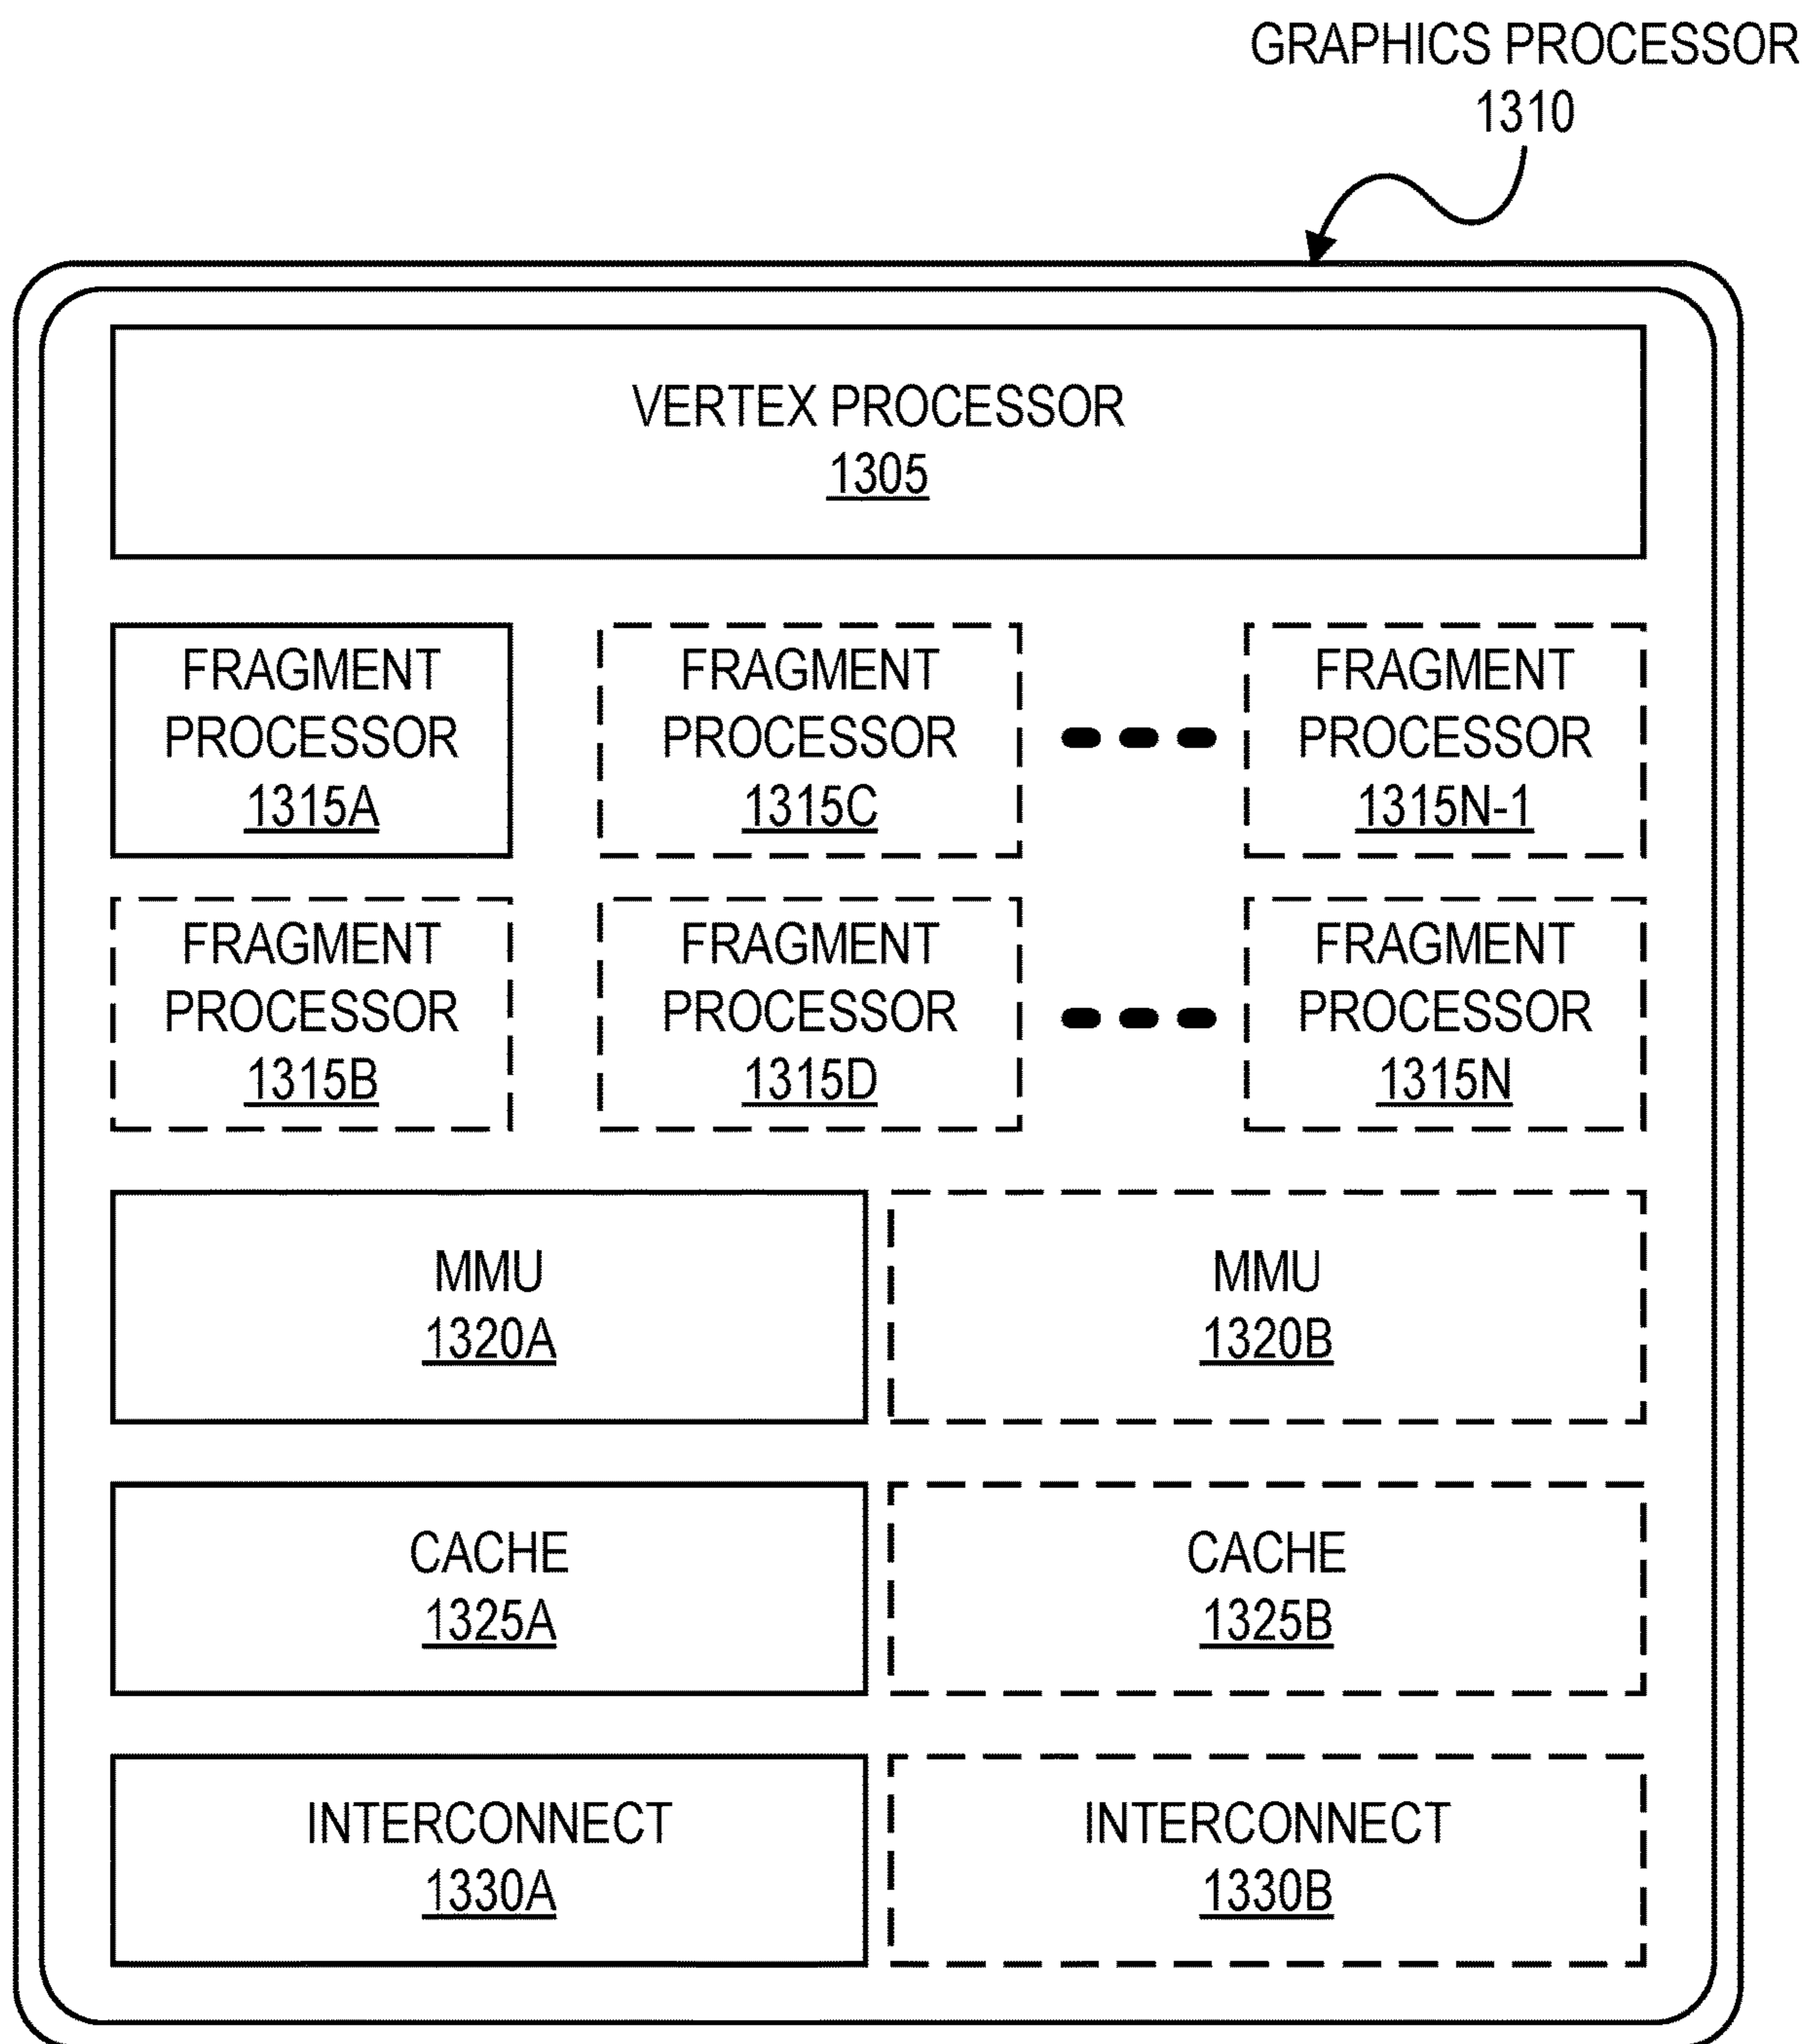 GRAPHICS PROCESSOR
1310
VERTEX PROCESSOR
1305
FRAGMENT
PROCESSOR
1315A
FRAGMENT
PROCESSOR
1315C
FRAGMENT
PROCESSOR
1315N-1
FRAGMENT
PROCESSOR
1315B
FRAGMENT
PROCESSOR
1315D
FRAGMENT
PROCESSOR
1315N
MMU
1320A
MMU
1320B
CACHE
1325A
CACHE
1325B
INTERCONNECT
1330A
INTERCONNECT
1330B